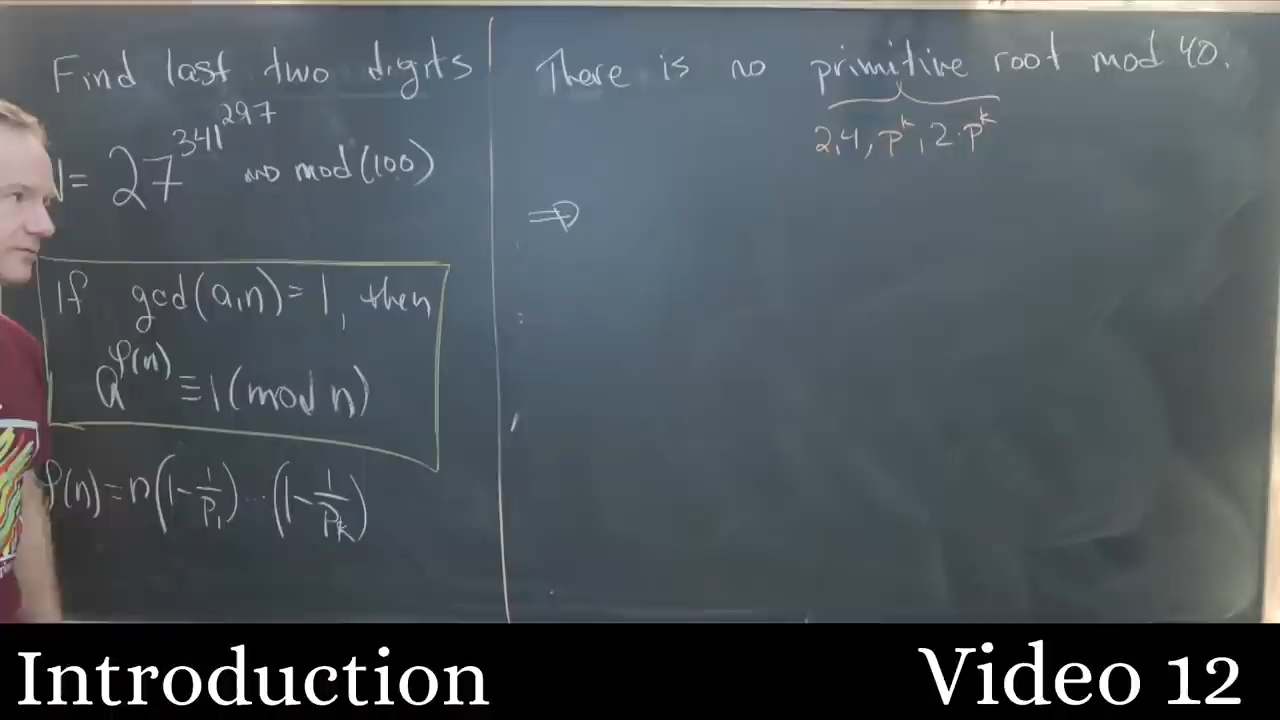 Find last two digits
N = 27^341^297 ⇝ mod (100)
If gcd(a,n) = 1, then
a^φ(n) ≡ 1 (mod n)
φ(n) = n(1 - 1/p₁) ... (1 - 1/pₖ)
There is no primitive root mod 40.
2, 4, p^k, 2·p^k
⇒
Introduction
Video 12